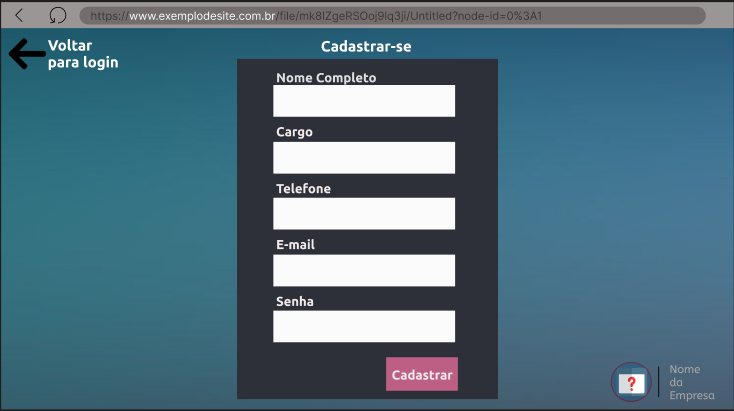 https://www.exemplodesite.com.br/file/mk8IZgeRSOoj9lq3ji/Untitled?node-id=0%3A1
Voltar
para login
Cadastrar-se
Nome Completo
Cargo
Telefone
E-mail
Senha
Cadastrar
?
Nome
da
Empresa